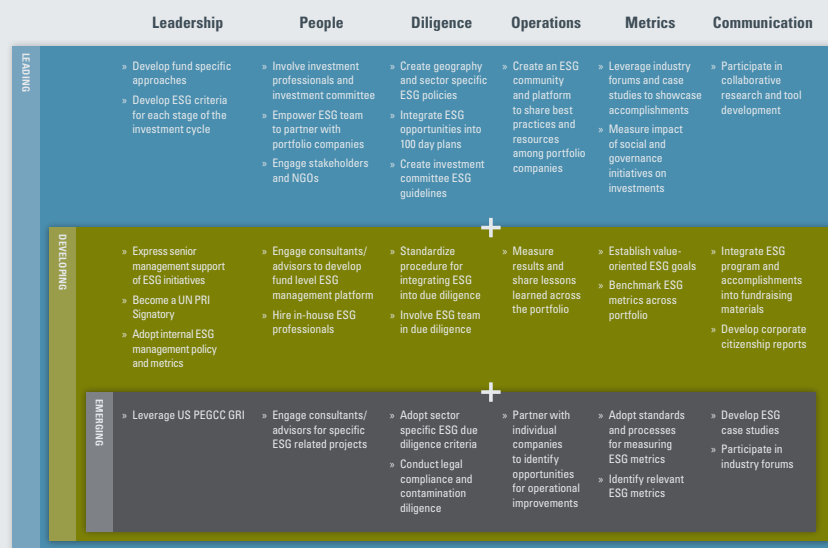 Leadership People Diligence Operations Metrics Communication
LEADING
» Develop fund specific
approaches
» Develop ESG criteria
for each stage of the
investment cycle
» Involve investment
professionals and
investment committee
» Empower ESG team
to partner with
portfolio companies
» Engage stakeholders
and NGOs
» Create geography
and sector specific
ESG policies
» Integrate ESG
opportunities into
100 day plans
» Create investment
committee ESG
guidelines
» Create an ESG
community
and platform
to share best
practices and
resources
among portfolio
companies
» Leverage industry
forums and case
studies to showcase
accomplishments
» Measure impact
of social and
governance
initiatives on
investments
» Participate in
collaborative
research and tool
development
+
DEVELOPING
» Express senior
management support
of ESG initiatives
» Become a UN PRI
Signatory
» Adopt internal ESG
management policy
and metrics
» Engage consultants/
advisors to develop
fund level ESG
management platform
» Hire in-house ESG
professionals
» Standardize
procedure for
integrating ESG
into due diligence
» Involve ESG team
in due diligence
» Measure
results and
share lessons
learned across
the portfolio
» Establish value-
oriented ESG goals
» Benchmark ESG
metrics across
portfolio
» Integrate ESG
program and
accomplishments
into fundraising
materials
» Develop corporate
citizenship reports
+
EMERGING
» Leverage US PEGCC GRI
» Engage consultants/
advisors for specific
ESG related projects
» Adopt sector
specific ESG due
diligence criteria
» Conduct legal
compliance and
contamination
diligence
» Partner with
individual
companies
to identify
opportunities
for operational
improvements
» Adopt standards
and processes
for measuring
ESG metrics
» Identify relevant
ESG metrics
» Develop ESG
case studies
» Participate in
industry forums